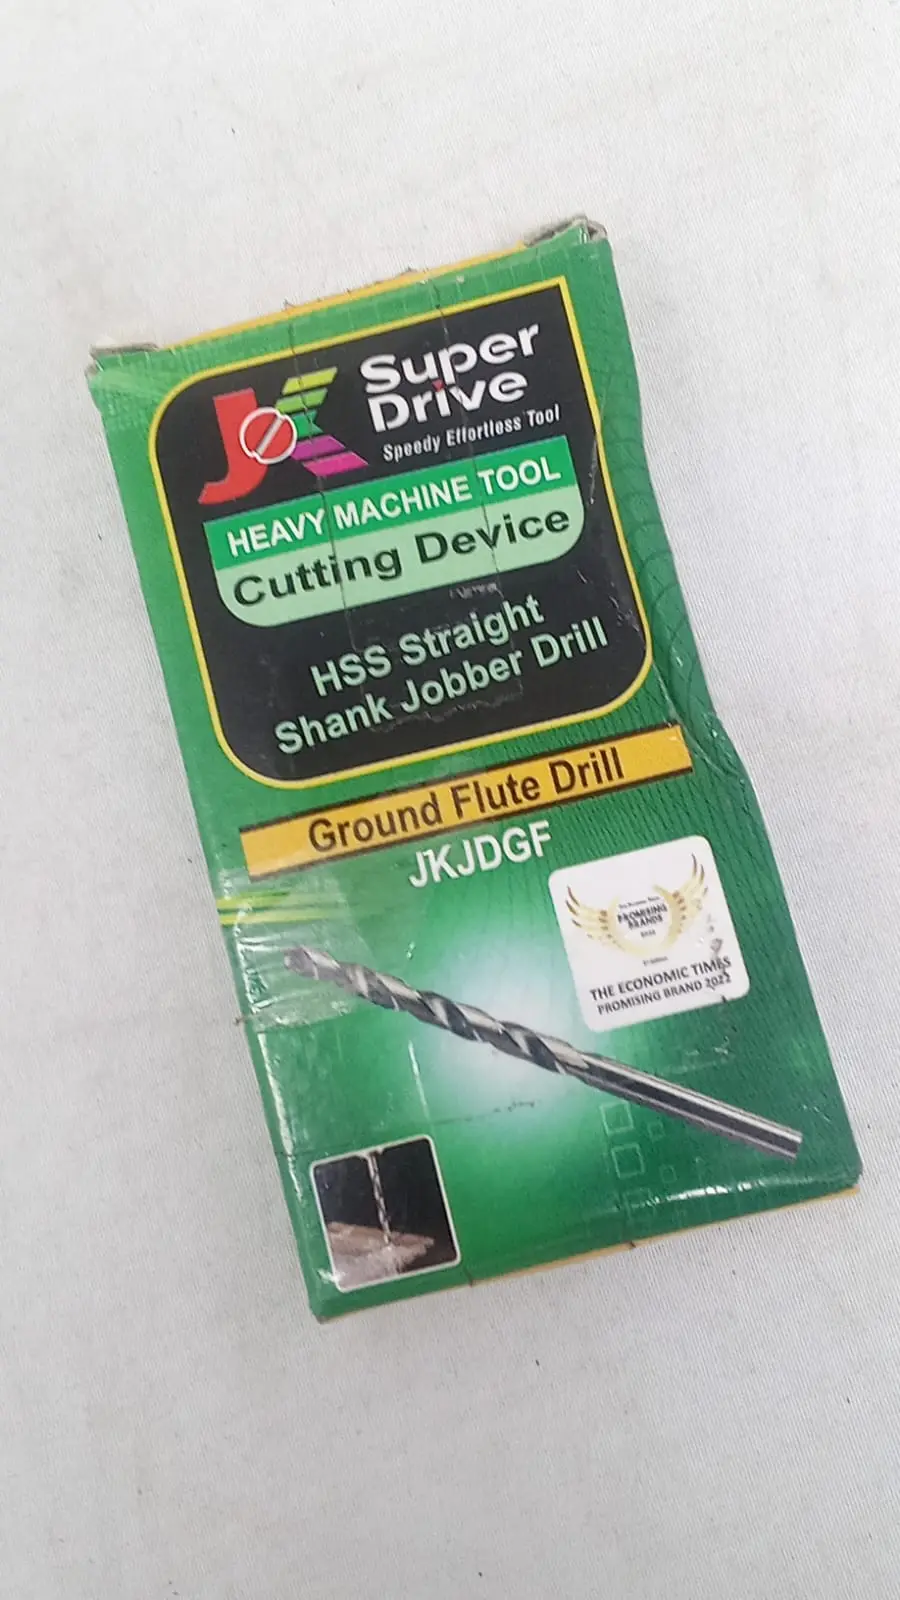 JK
Super
Drive
Speedy Effortless Tool
HEAVY MACHINE TOOL
Cutting Device
HSS Straight
Shank Jobber Drill
Ground Flute Drill
JKJDGF
PROMISING
BRANDS
THE ECONOMIC TIMES
PROMISING BRAND 2022